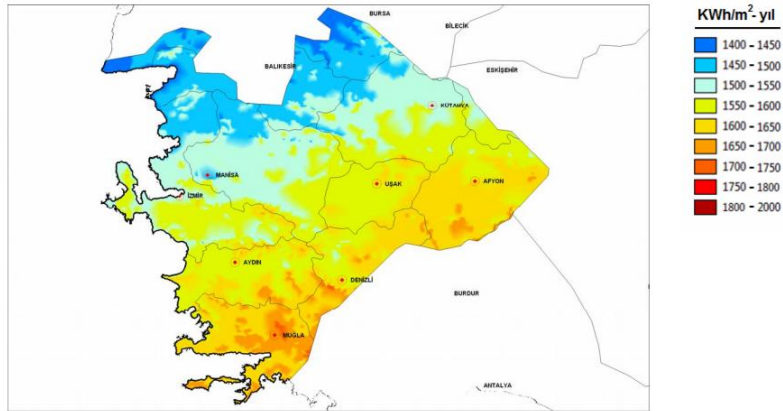 BURSA
BİLECİK
BALIKESİR
ESKİŞEHİR
KÜTAHYA
MANİSA
UŞAK
AFYON
İZMİR
AYDIN
DENİZLİ
BURDUR
MUĞLA
ANTALYA
KWh/m²- yıl
1400 - 1450
1450 - 1500
1500 - 1550
1550 - 1600
1600 - 1650
1650 - 1700
1700 - 1750
1750 - 1800
1800 - 2000